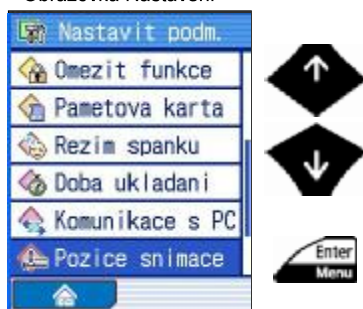 Nastavit podm.
Omezit funkce
Pametova karta
Rezim spanku
Doba ukladani
Komunikace s PC
Pozice snimace
Enter
Menu